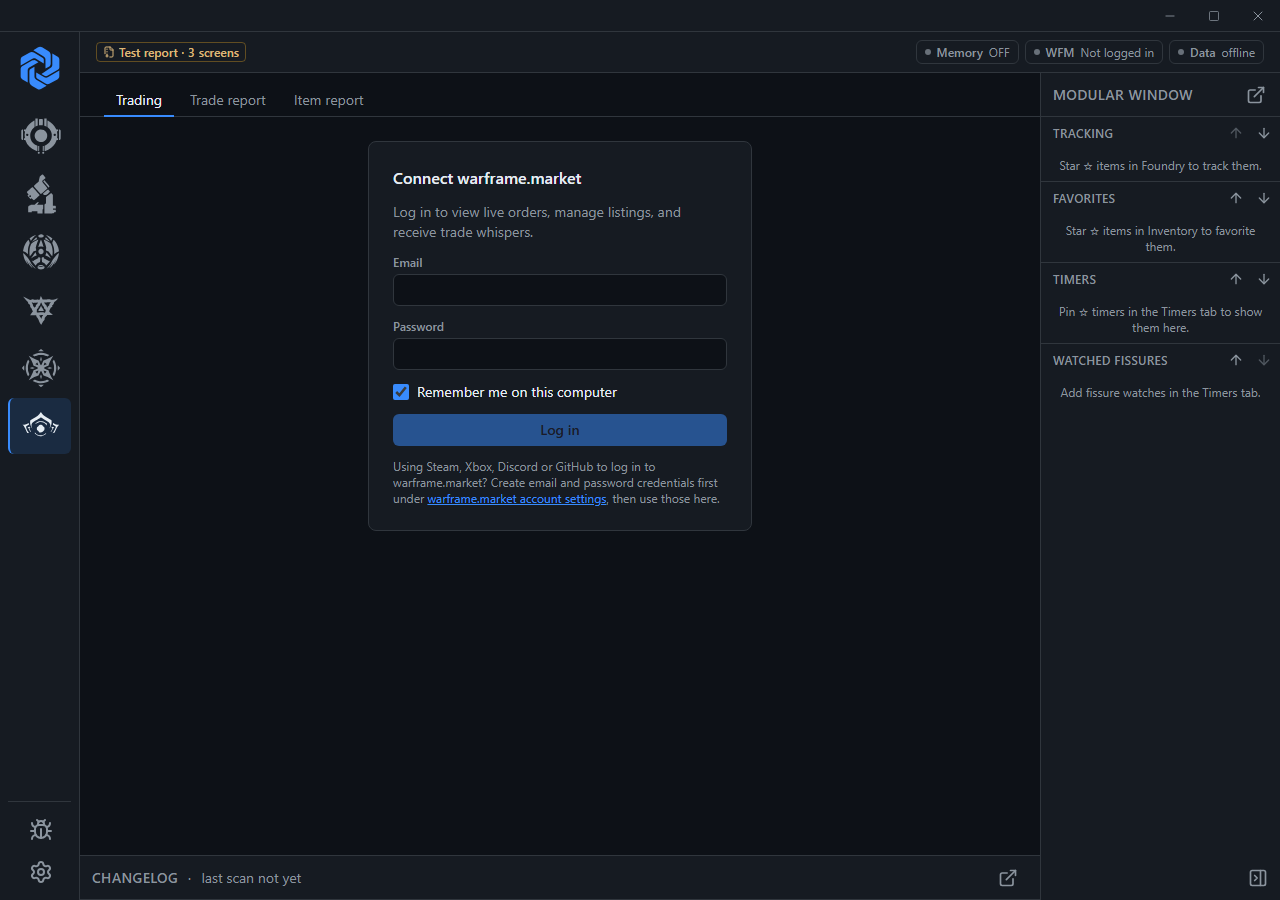 Test report · 3 screens
Memory OFF
WFM Not logged in
Data offline
Trading
Trade report
Item report
Connect warframe.market
Log in to view live orders, manage listings, and
receive trade whispers.
Email
Password
Remember me on this computer
Log in
Using Steam, Xbox, Discord or GitHub to log in to
warframe.market? Create email and password credentials first
under warframe.market account settings, then use those here.
MODULAR WINDOW
TRACKING
Star ☆ items in Foundry to track them.
FAVORITES
Star ☆ items in Inventory to favorite
them.
TIMERS
Pin ☆ timers in the Timers tab to show
them here.
WATCHED FISSURES
Add fissure watches in the Timers tab.
CHANGELOG · last scan not yet